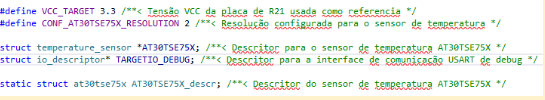 #define VCC_TARGET 3.3 /**< Tensão VCC da placa de R21 usada como referencia */
#define CONF_AT30TSE75X_RESOLUTION 2 /**< Resolução configurada para o sensor de temperatura */
struct temperature_sensor *AT30TSE75X; /**< Descritor para o sensor de temperatura AT30TSE75X */
struct io_descriptor* TARGETIO_DEBUG; /**< Descritor para a interface de comunicação USART de debug */
static struct at30tse75x AT30TSE75X_descr; /**< Descritor do sensor de temperatura AT30TSE75X */